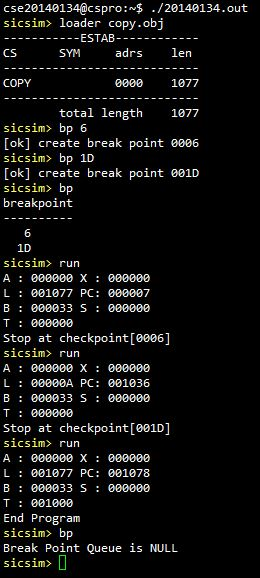 cse20140134@cspro:~$ ./20140134.out
sicsim> loader copy.obj
------------ESTAB------------
CS SYM adrs len
-----------------------------
COPY 0000 1077
-----------------------------
total length 1077
sicsim> bp 6
[ok] create break point 0006
sicsim> bp 1D
[ok] create break point 001D
sicsim> bp
breakpoint
-----------
6
1D
sicsim> run
A : 000000 X : 000000
L : 001077 PC: 000007
B : 000033 S : 000000
T : 000000
Stop at checkpoint[0006]
sicsim> run
A : 000000 X : 000000
L : 00000A PC: 001036
B : 000033 S : 000000
T : 000000
Stop at checkpoint[001D]
sicsim> run
A : 000000 X : 000000
L : 001077 PC: 001078
B : 000033 S : 000000
T : 001000
End Program
sicsim> bp
Break Point Queue is NULL
sicsim>